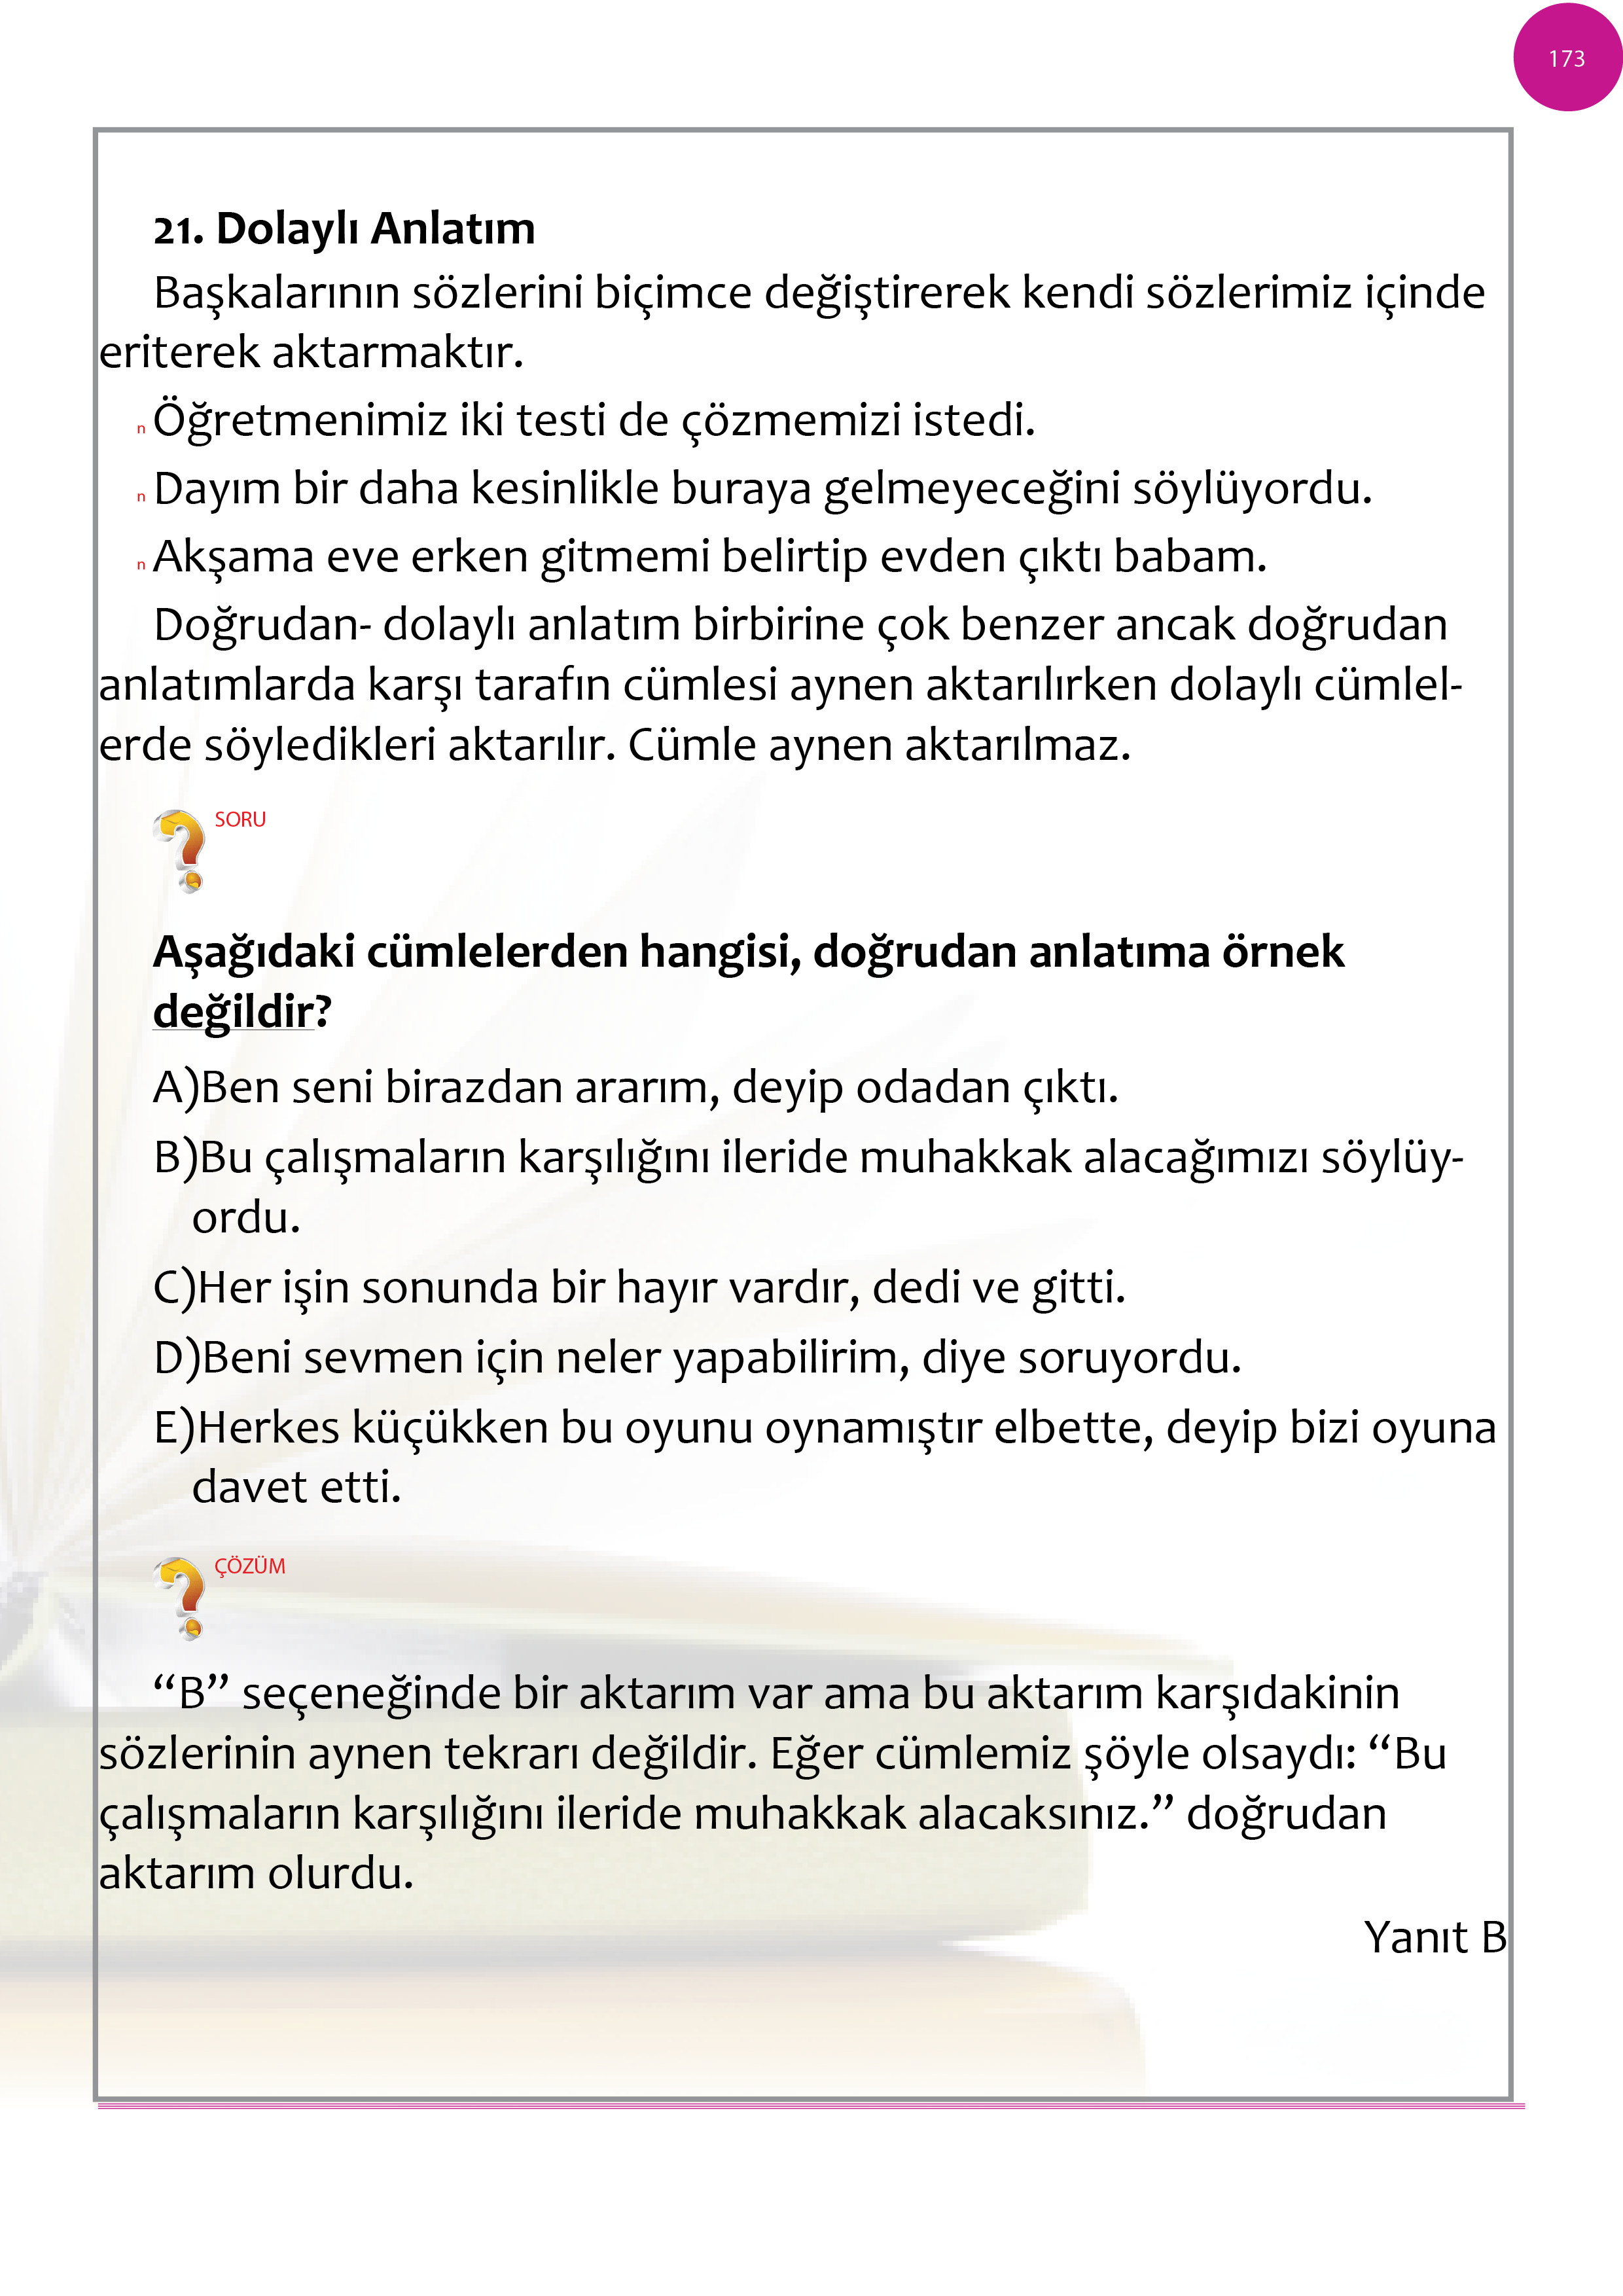 173
21. Dolaylı Anlatım
Başkalarının sözlerini biçimce değiştirerek kendi sözlerimiz içinde
eriterek aktarmaktır.
n Öğretmenimiz iki testi de çözmemizi istedi.
n Dayım bir daha kesinlikle buraya gelmeyeceğini söylüyordu.
n Akşama eve erken gitmemi belirtip evden çıktı babam.
Doğrudan- dolaylı anlatım birbirine çok benzer ancak doğrudan
anlatımlarda karşı tarafın cümlesi aynen aktarılırken dolaylı cümlel-
erde söyledikleri aktarılır. Cümle aynen aktarılmaz.
SORU
Aşağıdaki cümlelerden hangisi, doğrudan anlatıma örnek
değildir?
A)Ben seni birazdan ararım, deyip odadan çıktı.
B)Bu çalışmaların karşılığını ileride muhakkak alacağımızı söylüy-
ordu.
C)Her işin sonunda bir hayır vardır, dedi ve gitti.
D)Beni sevmen için neler yapabilirim, diye soruyordu.
E)Herkes küçükken bu oyunu oynamıştır elbette, deyip bizi oyuna
davet etti.
ÇÖZÜM
“B” seçeneğinde bir aktarım var ama bu aktarım karşıdakinin
sözlerinin aynen tekrarı değildir. Eğer cümlemiz şöyle olsaydı: “Bu
çalışmaların karşılığını ileride muhakkak alacaksınız.” doğrudan
aktarım olurdu.
Yanıt B